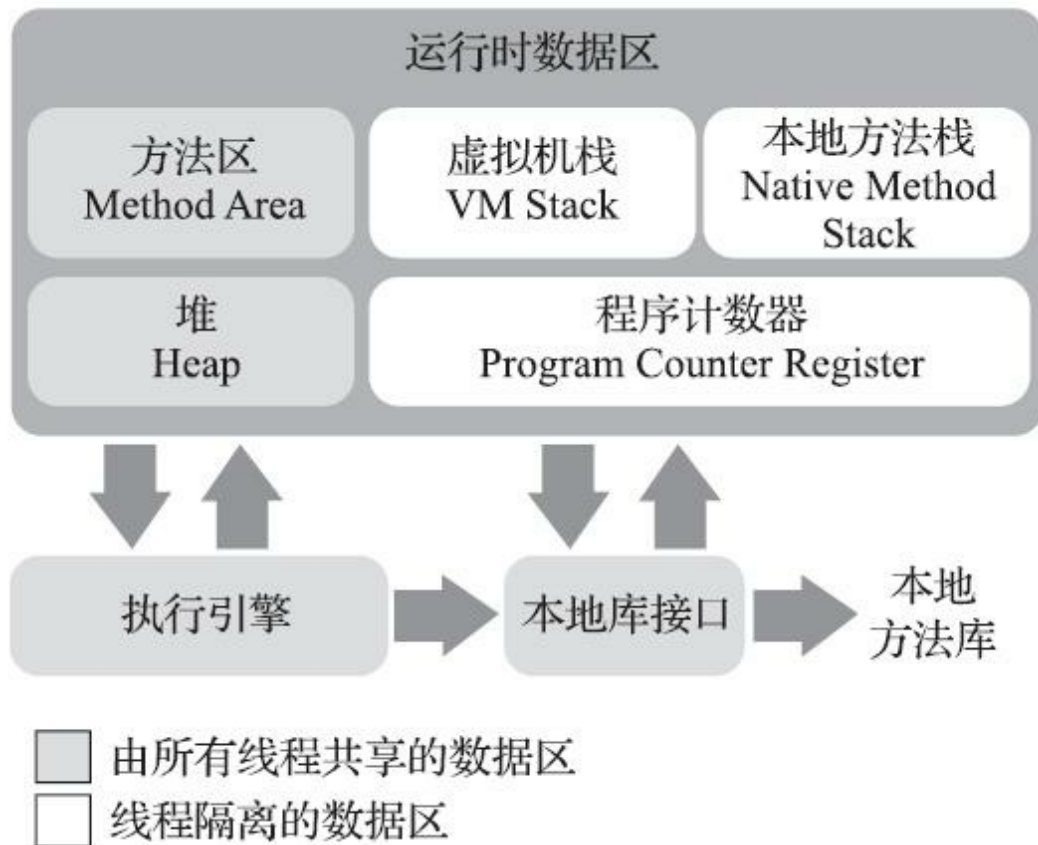 运行时数据区
方法区
Method Area
虚拟机栈
VM Stack
本地方法栈
Native Method
Stack
堆
Heap
程序计数器
Program Counter Register
执行引擎
本地库接口
本地
方法库
由所有线程共享的数据区
线程隔离的数据区